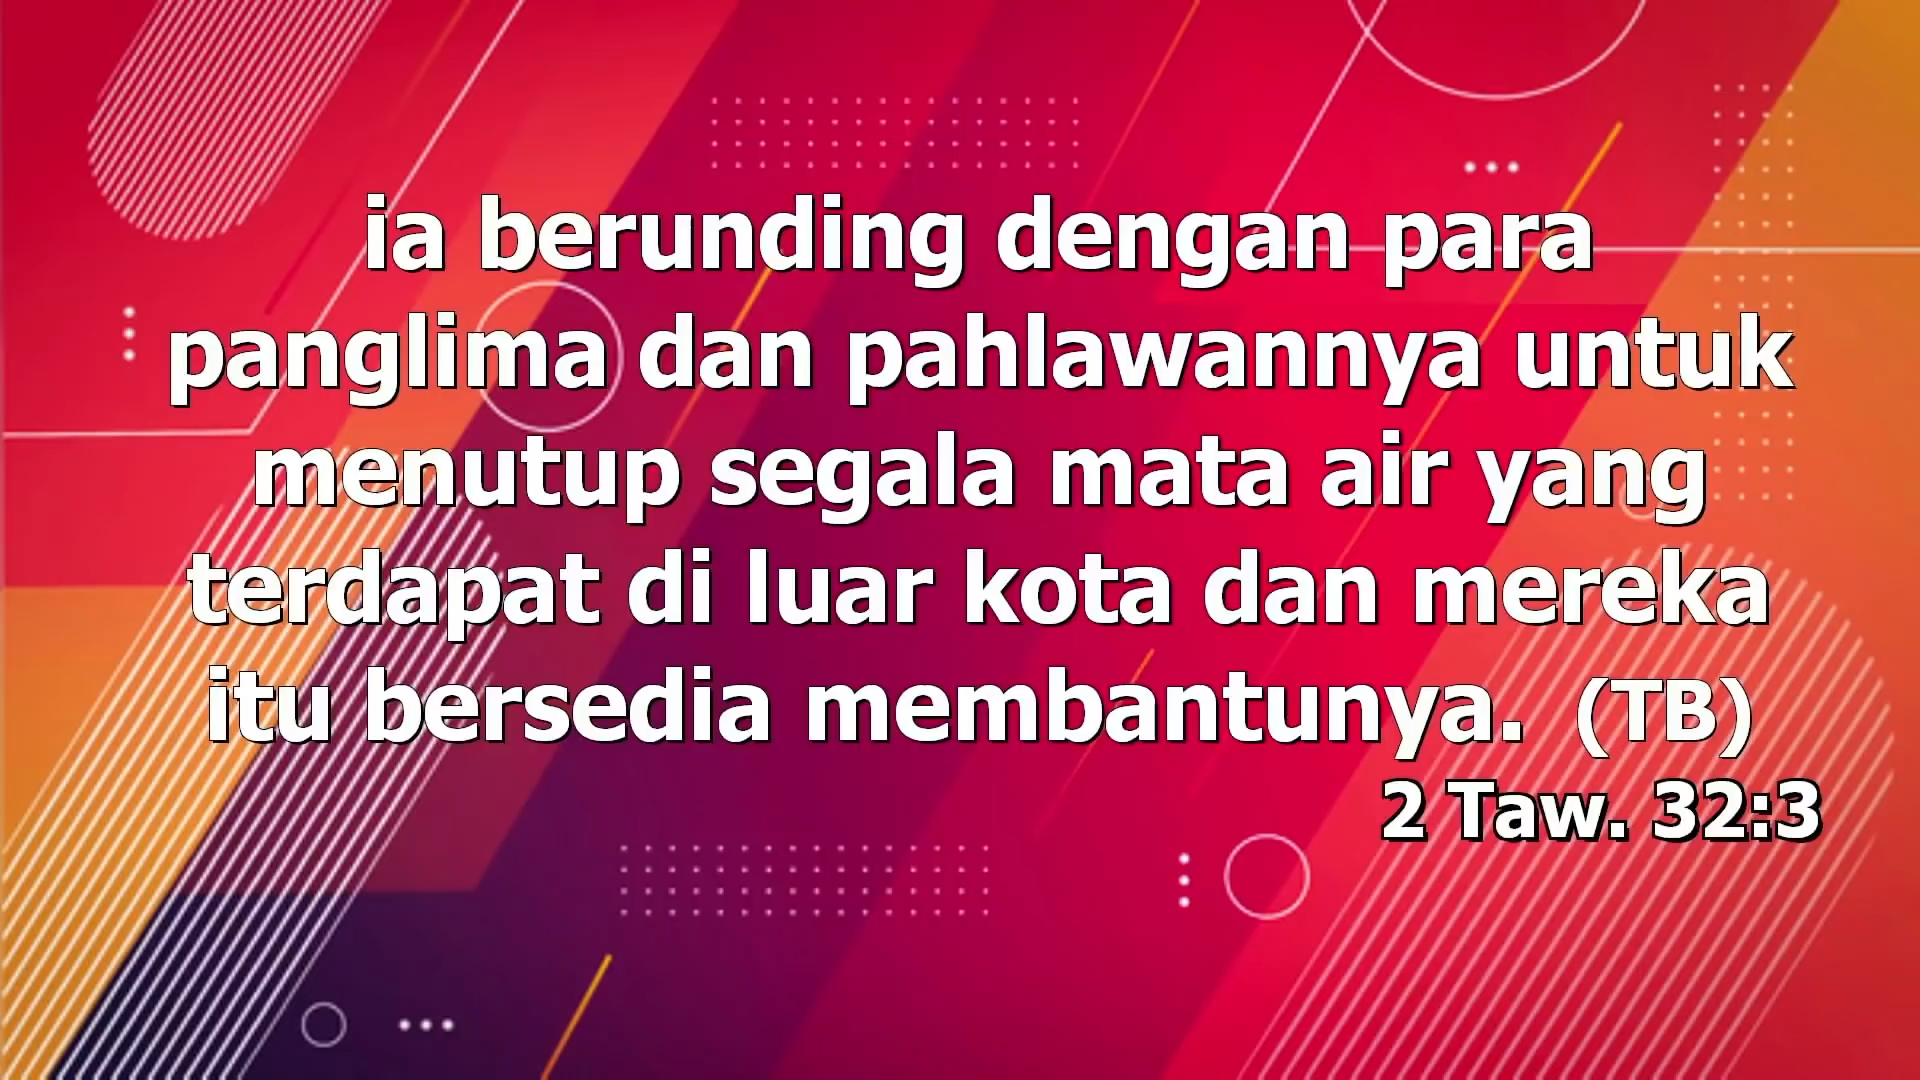 ia berunding dengan para
panglima dan pahlawannya untuk
menutup segala mata air yang
terdapat di luar kota dan mereka
itu bersedia membantunya. (TB)
2 Taw. 32:3